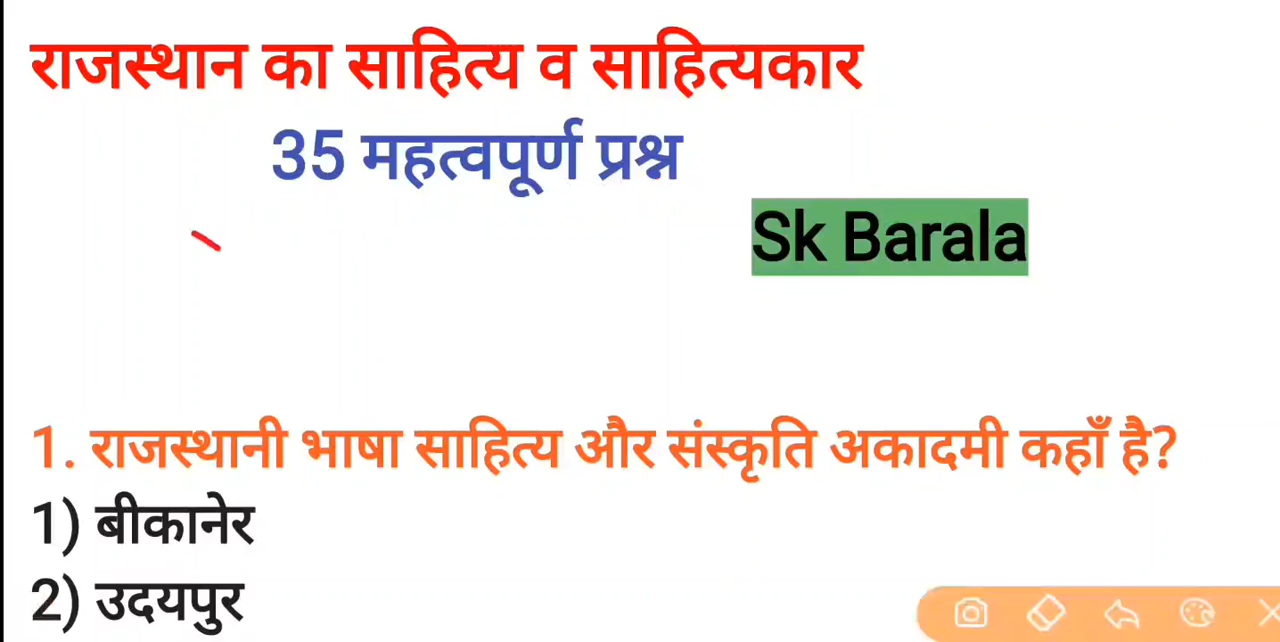 राजस्थान का साहित्य व साहित्यकार
35 महत्वपूर्ण प्रश्न
Sk Barala
1. राजस्थानी भाषा साहित्य और संस्कृति अकादमी कहाँ है?
1) बीकानेर
2) उदयपुर